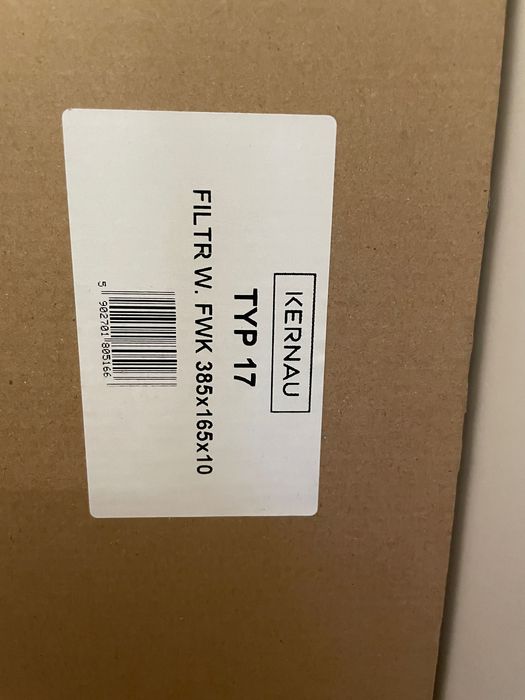 KERNAU
TYP 17
FILTR W. FWK 385x165x10
5 902701 805166